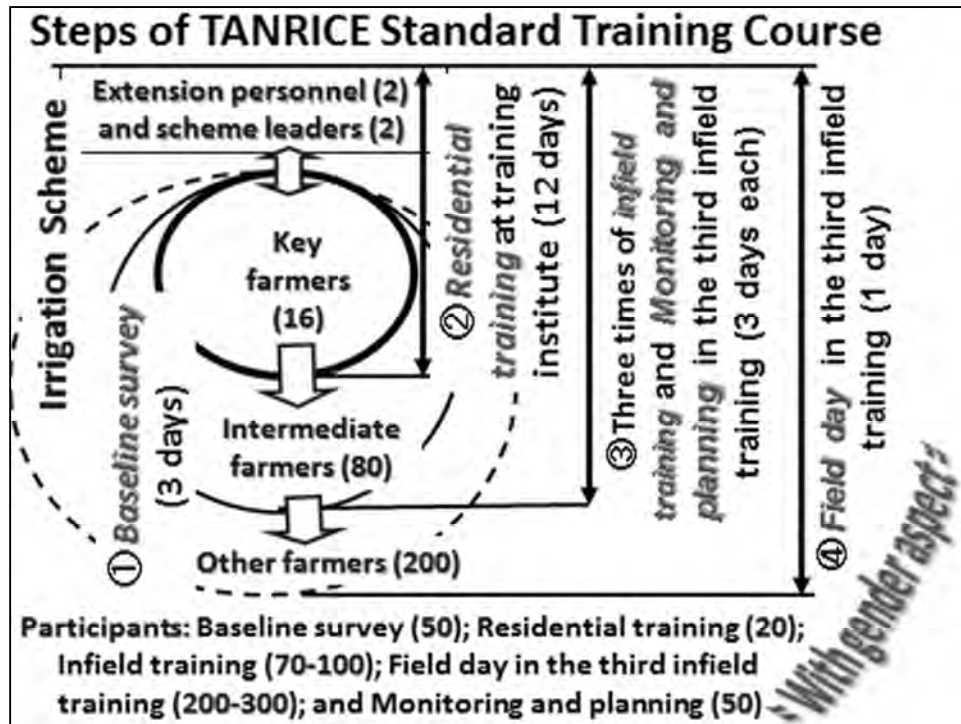 Steps of TANRICE Standard Training Course
Irrigation Scheme
Extension personnel (2)
and scheme leaders (2)
Key
farmers
(16)
Intermediate
farmers (80)
Other farmers (200)
① Baseline survey
(3 days)
② Residential
training at training
institute (12 days)
③ Three times of infield
training and Monitoring and
planning in the third infield
training (3 days each)
④ Field day in the third infield
training (1 day)
With gender aspect
Participants: Baseline survey (50); Residential training (20);
Infield training (70-100); Field day in the third infield
training (200-300); and Monitoring and planning (50)